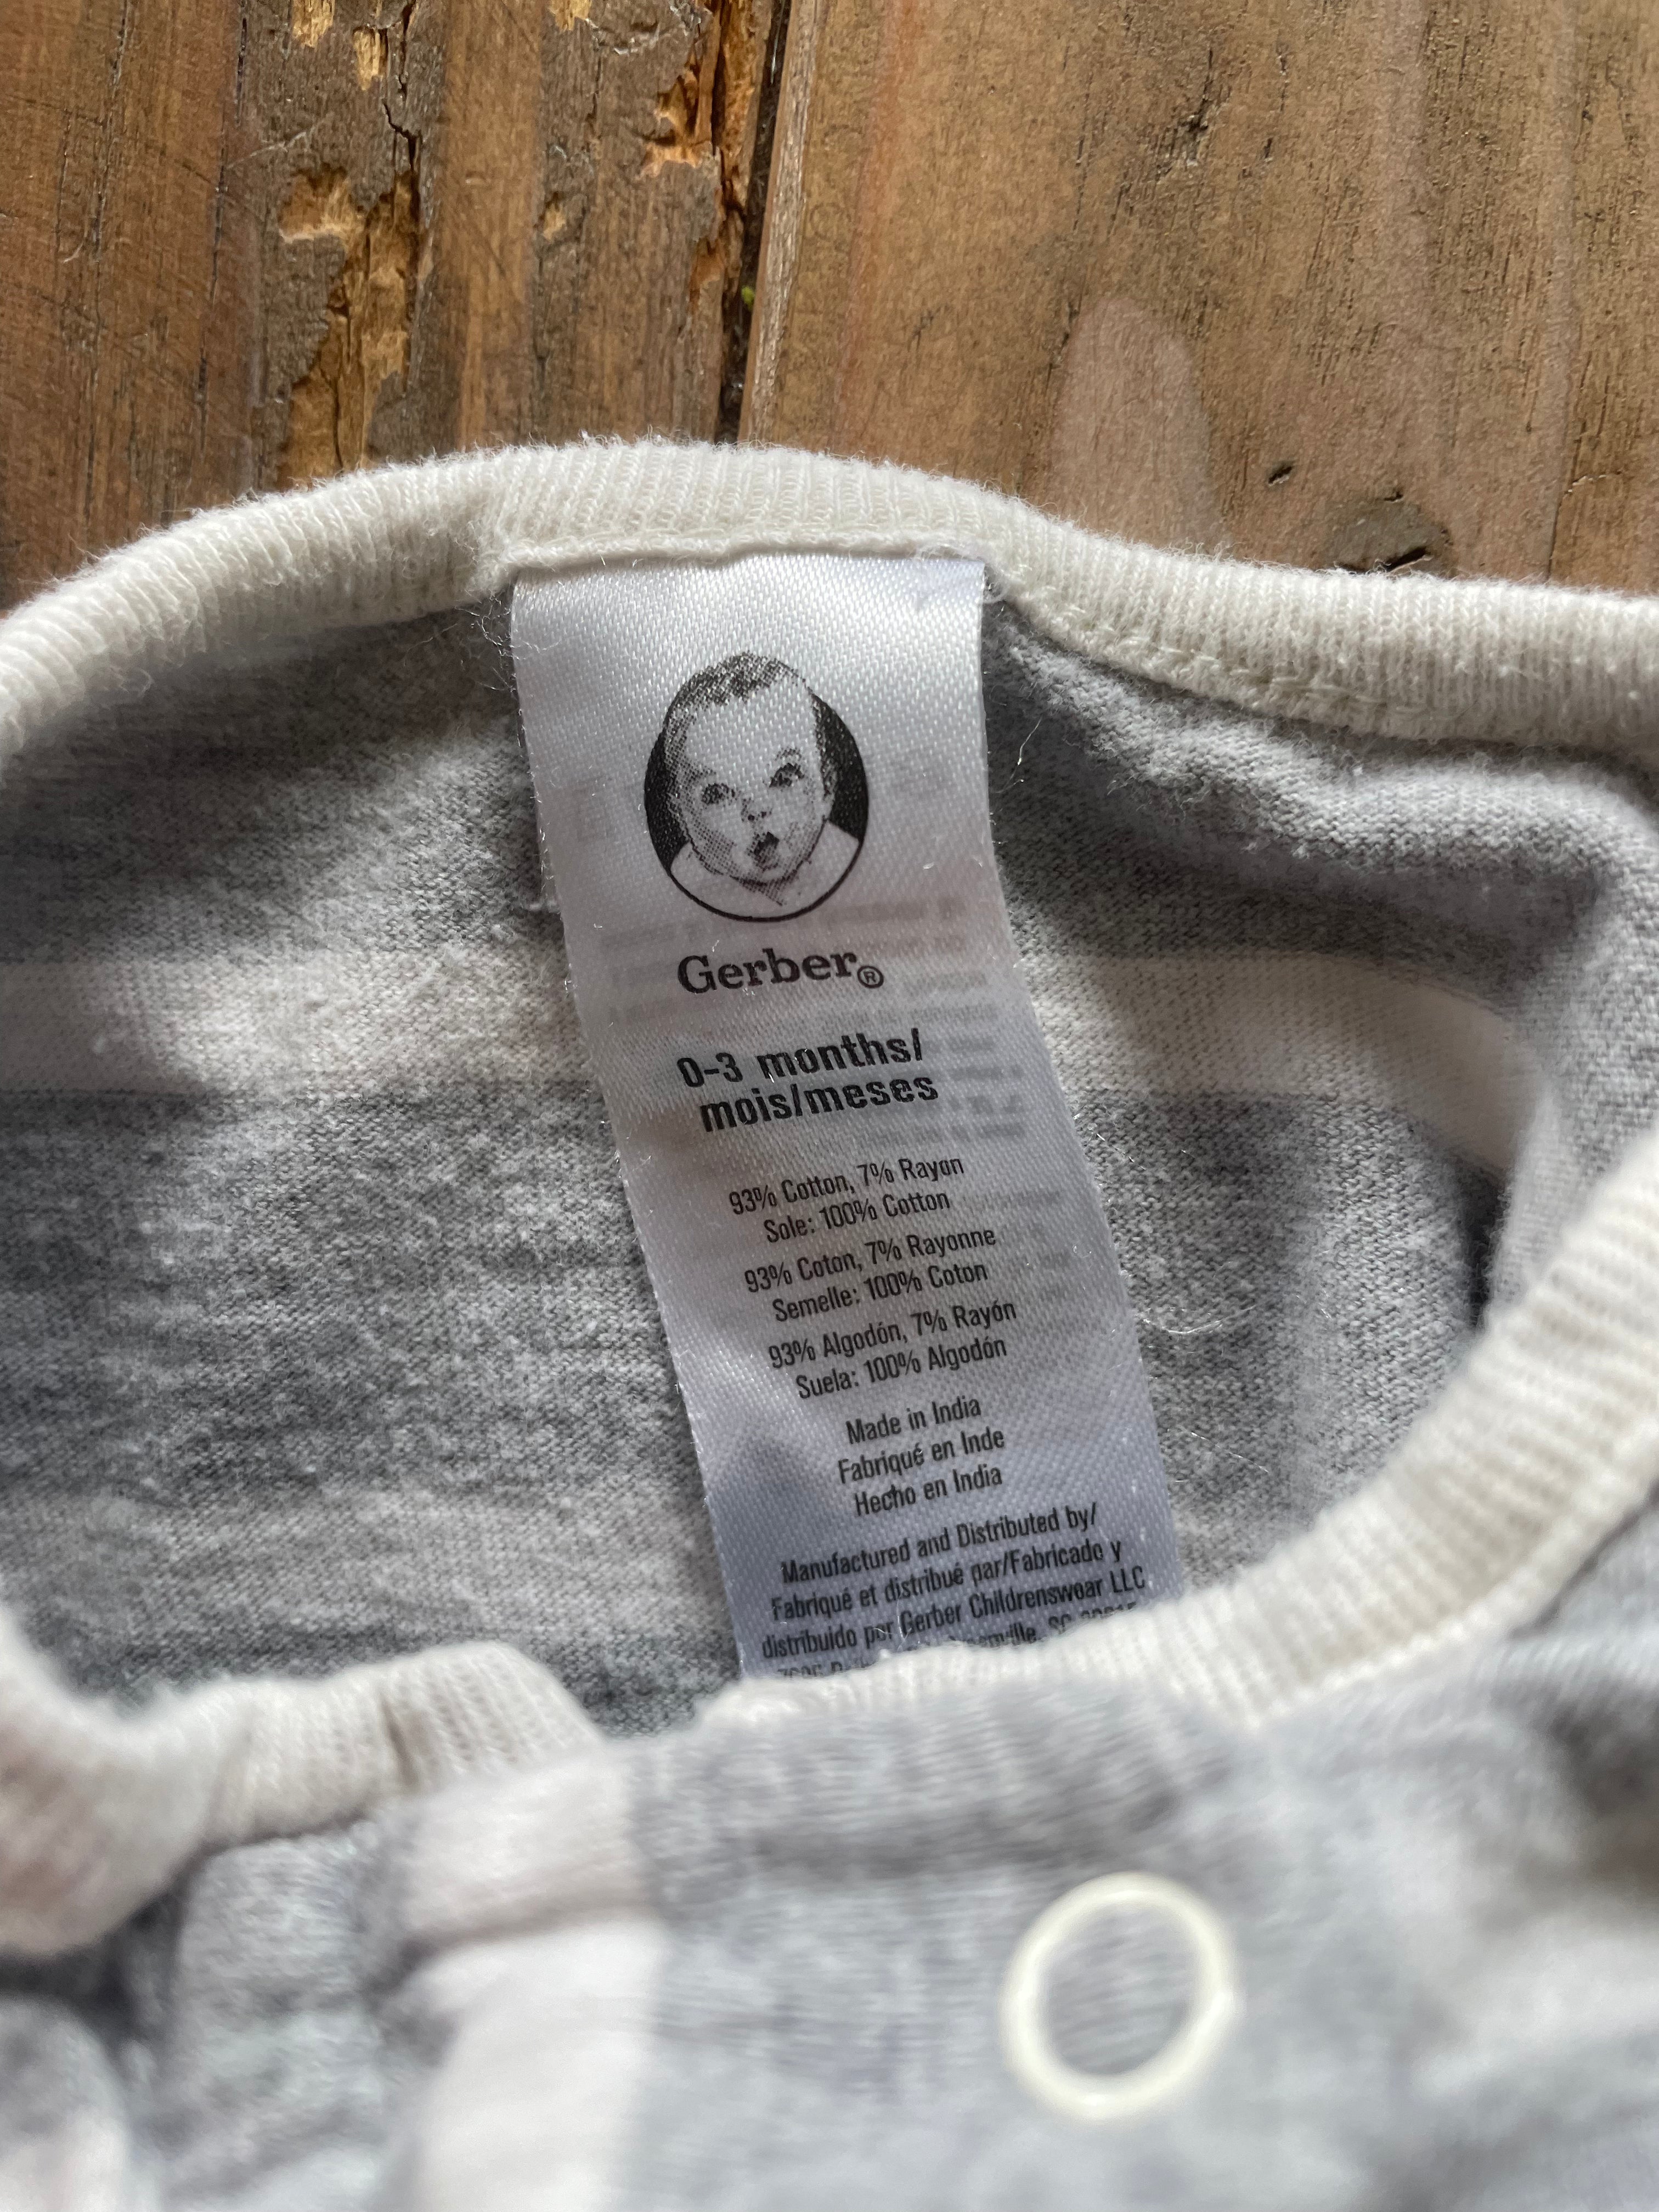 Gerber®
0-3 months/
mois/meses
93% Cotton, 7% Rayon
Sole: 100% Cotton
93% Coton, 7% Rayonne
Semelle: 100% Coton
93% Algodón, 7% Rayón
Suela: 100% Algodón
Made in India
Fabriqué en Inde
Hecho en India
Manufactured and Distributed by/
Fabriqué et distribué par/Fabricado y
distribuido por Gerber Childrenswear LLC